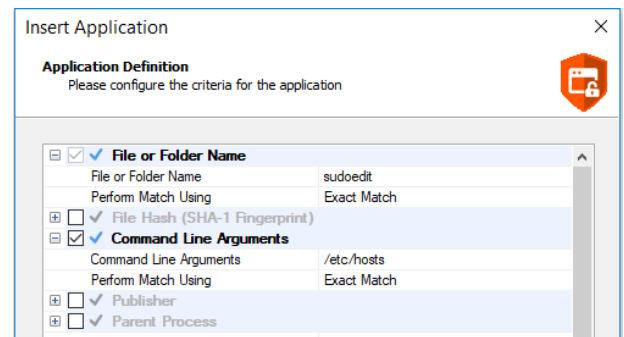 Insert Application
Application Definition
Please configure the criteria for the application
File or Folder Name
File or Folder Name sudoedit
Perform Match Using Exact Match
File Hash (SHA-1 Fingerprint)
Command Line Arguments
Command Line Arguments /etc/hosts
Perform Match Using Exact Match
Publisher
Parent Process